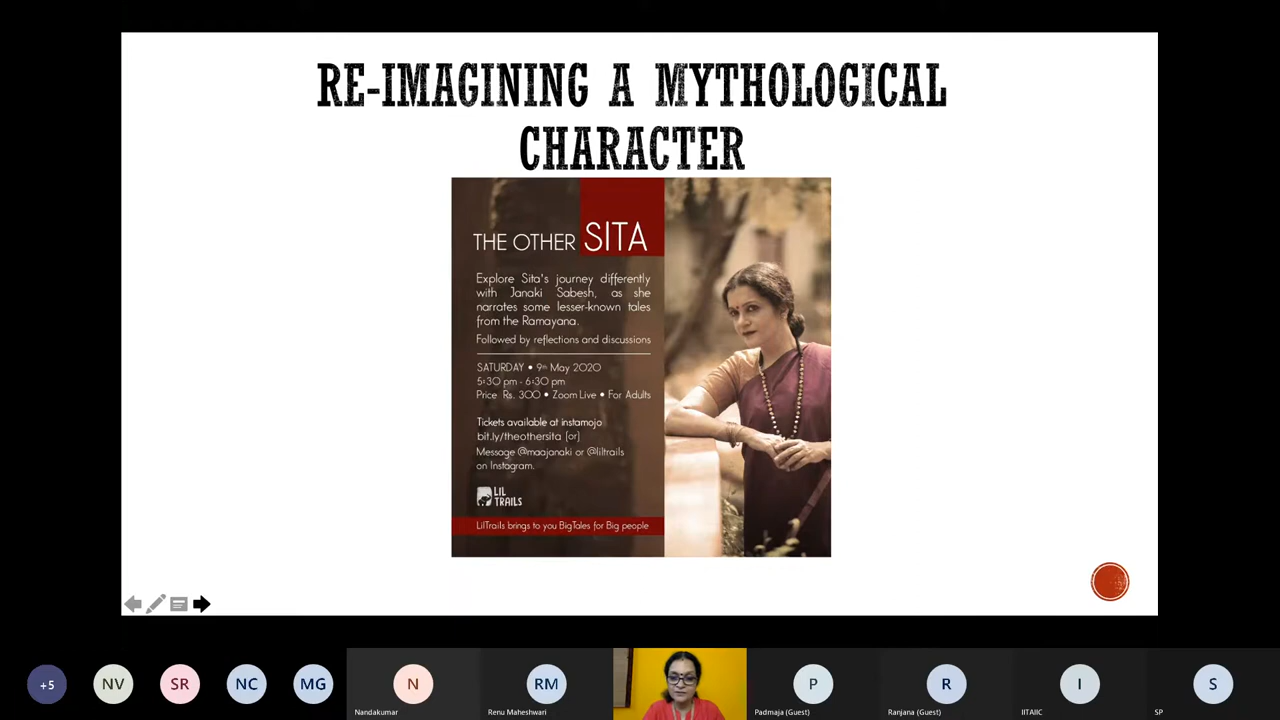 RE-IMAGINING A MYTHOLOGICAL
CHARACTER
THE OTHER SITA
Explore Sita's journey differently
with Janaki Sabesh, as she
narrates some lesser-known tales
from the Ramayana.
Followed by reflections and discussions
SATURDAY • 9th May 2020
5:30 pm - 6:30 pm
Price Rs. 300 • Zoom Live • For Adults
Tickets available at instamojo
bit.ly/theothersita [or]
Message @maajanaki or @liltrails
on Instagram.
LIL
TRAILS
LilTrails brings to you BigTales for Big people
+5 NV SR NC MG N RM P R I S
Nandakumar Renu Maheshwari Padmaja (Guest) Ranjana (Guest) IITAIIC SP